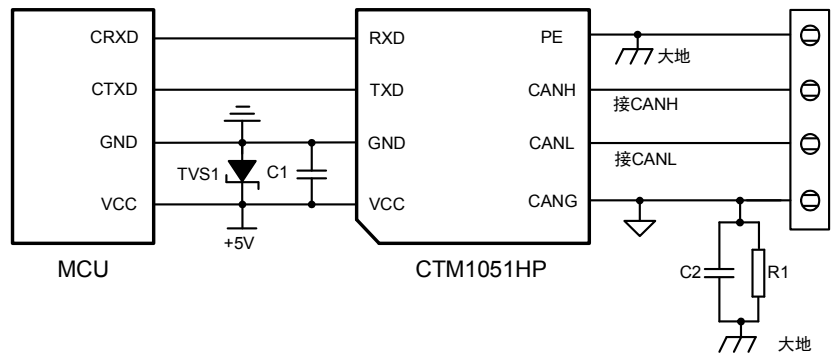 CRXD
RXD
PE
大地
CTXD
TXD
CANH
接CANH
GND
GND
CANL
接CANL
TVS1
C1
VCC
VCC
CANG
+5V
MCU
CTM1051HP
C2
R1
大地